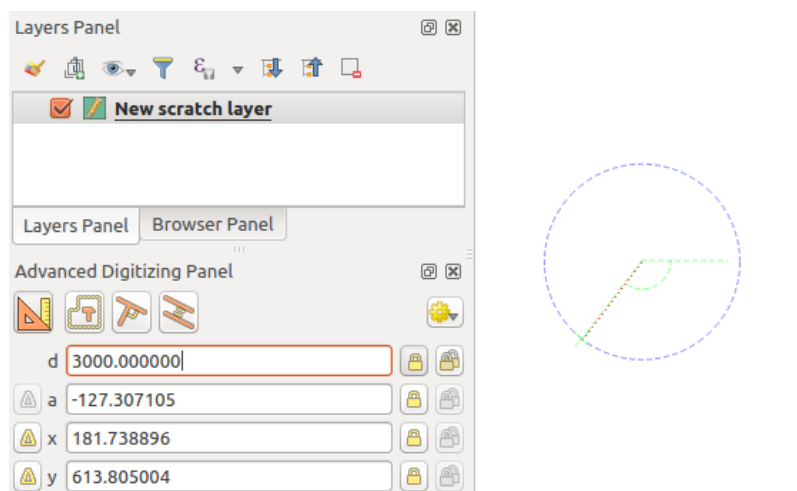 Layers Panel
New scratch layer
Layers Panel
Browser Panel
Advanced Digitizing Panel
d 3000.000000
a -127.307105
x 181.738896
y 613.805004